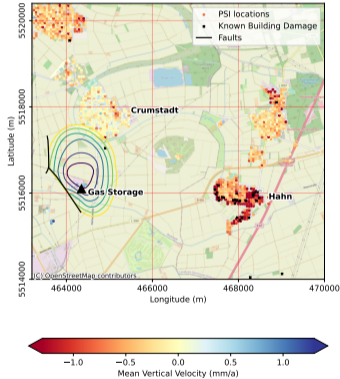 PSI locations
Known Building Damage
Faults
Crumstadt
Gas Storage
Hahn
(C) OpenStreetMap contributors
5520000
5518000
5516000
5514000
Latitude (m)
464000 466000 468000 470000
Longitude (m)
−1.0 −0.5 0.0 0.5 1.0
Mean Vertical Velocity (mm/a)